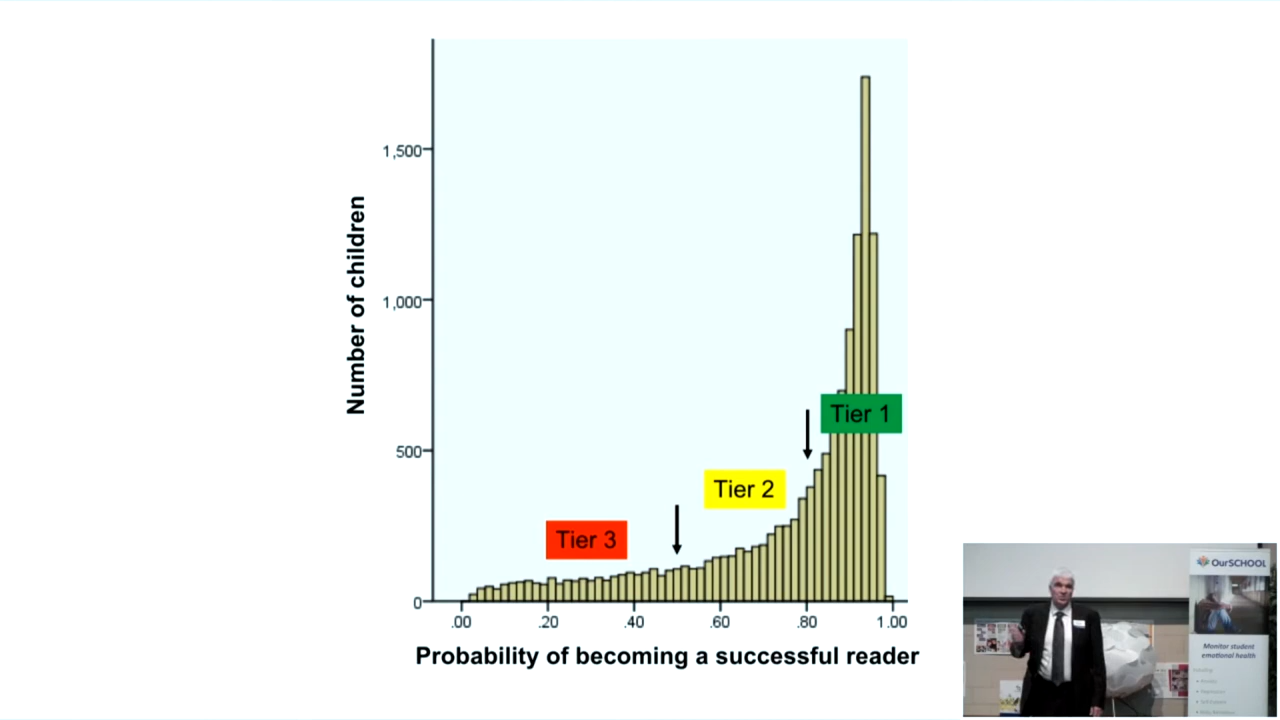 Number of children
1,500
1,000
500
0
Tier 1
Tier 2
Tier 3
.00 .20 .40 .60 .80 1.00
Probability of becoming a successful reader
OurSCHOOL
Monitor student
emotional health